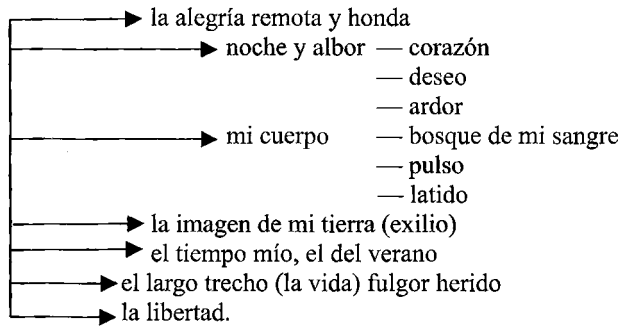 la alegría remota y honda
noche y albor — corazón
— deseo
— ardor
mi cuerpo — bosque de mi sangre
— pulso
— latido
la imagen de mi tierra (exilio)
el tiempo mío, el del verano
el largo trecho (la vida) fulgor herido
la libertad.